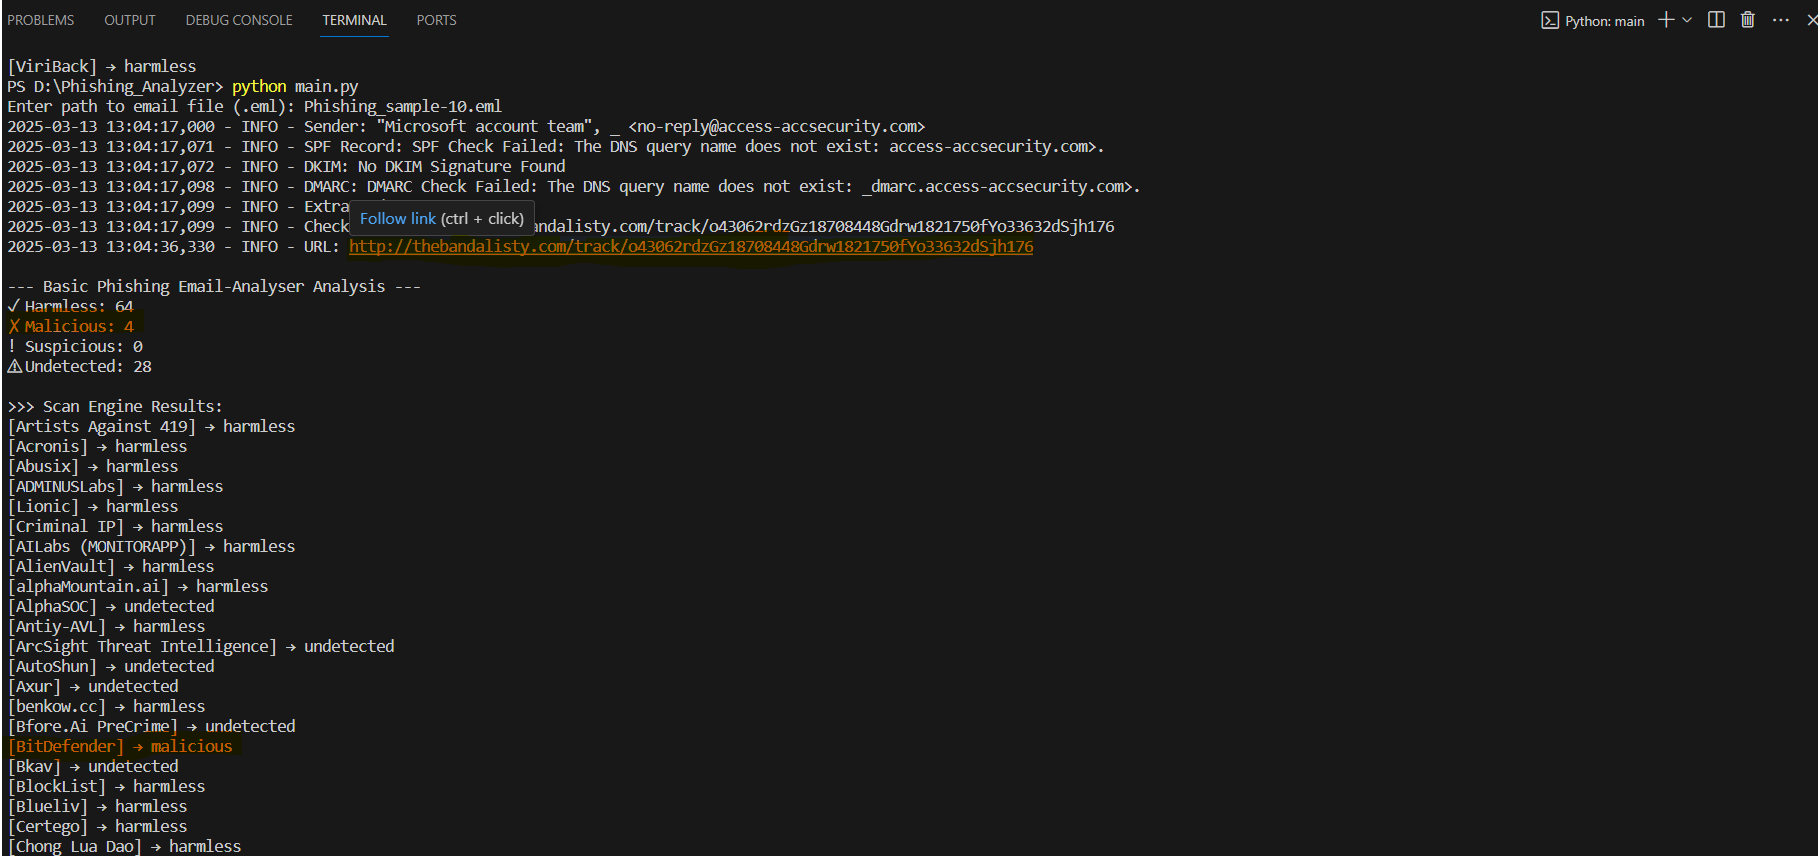 PROBLEMS OUTPUT DEBUG CONSOLE TERMINAL PORTS Python: main
[ViriBack] → harmless
PS D:\Phishing_Analyzer> python main.py
Enter path to email file (.eml): Phishing_sample-10.eml
2025-03-13 13:04:17,000 - INFO - Sender: "Microsoft account team", _ <no-reply@access-accsecurity.com>
2025-03-13 13:04:17,071 - INFO - SPF Record: SPF Check Failed: The DNS query name does not exist: access-accsecurity.com>.
2025-03-13 13:04:17,072 - INFO - DKIM: No DKIM Signature Found
2025-03-13 13:04:17,098 - INFO - DMARC: DMARC Check Failed: The DNS query name does not exist: _dmarc.access-accsecurity.com>.
2025-03-13 13:04:17,099 - INFO - Extra
Follow link (ctrl + click)
2025-03-13 13:04:17,099 - INFO - Check andalisty.com/track/o43062rdzGz18708448Gdrw1821750fYo33632dSjh176
2025-03-13 13:04:36,330 - INFO - URL: http://thebandalisty.com/track/o43062rdzGz18708448Gdrw1821750fYo33632dSjh176
--- Basic Phishing Email-Analyser Analysis ---
✓ Harmless: 64
✗ Malicious: 4
! Suspicious: 0
⚠ Undetected: 28
>>> Scan Engine Results:
[Artists Against 419] → harmless
[Acronis] → harmless
[Abusix] → harmless
[ADMINUSLabs] → harmless
[Lionic] → harmless
[Criminal IP] → harmless
[AILabs (MONITORAPP)] → harmless
[AlienVault] → harmless
[alphaMountain.ai] → harmless
[AlphaSOC] → undetected
[Antiy-AVL] → harmless
[ArcSight Threat Intelligence] → undetected
[AutoShun] → undetected
[Axur] → undetected
[benkow.cc] → harmless
[Bfore.Ai PreCrime] → undetected
[BitDefender] → malicious
[Bkav] → undetected
[BlockList] → harmless
[Blueliv] → harmless
[Certego] → harmless
[Chong Lua Dao] → harmless